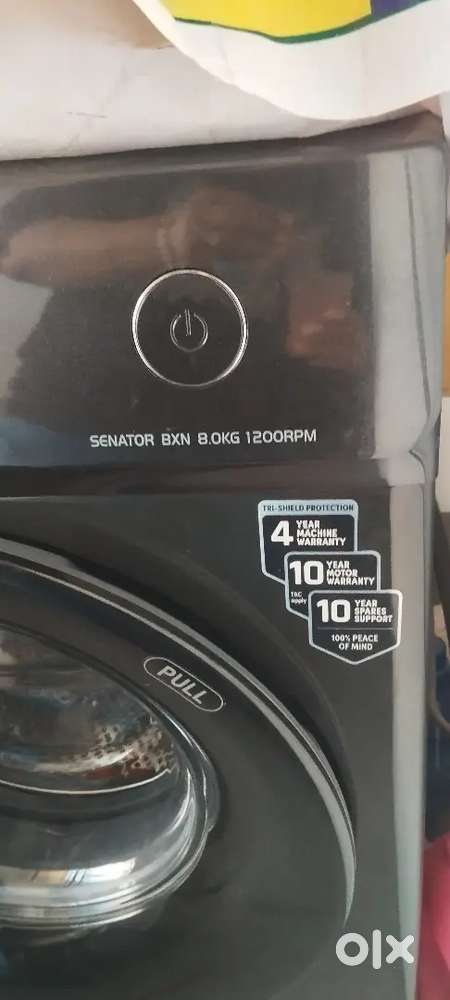 SENATOR BXN 8.0KG 1200RPM
TRI-SHIELD PROTECTION
4 YEAR
MACHINE
WARRANTY
10 YEAR
MOTOR
WARRANTY
T&C
apply
10 YEAR
SPARES
SUPPORT
100% PEACE
OF MIND
PULL
olx